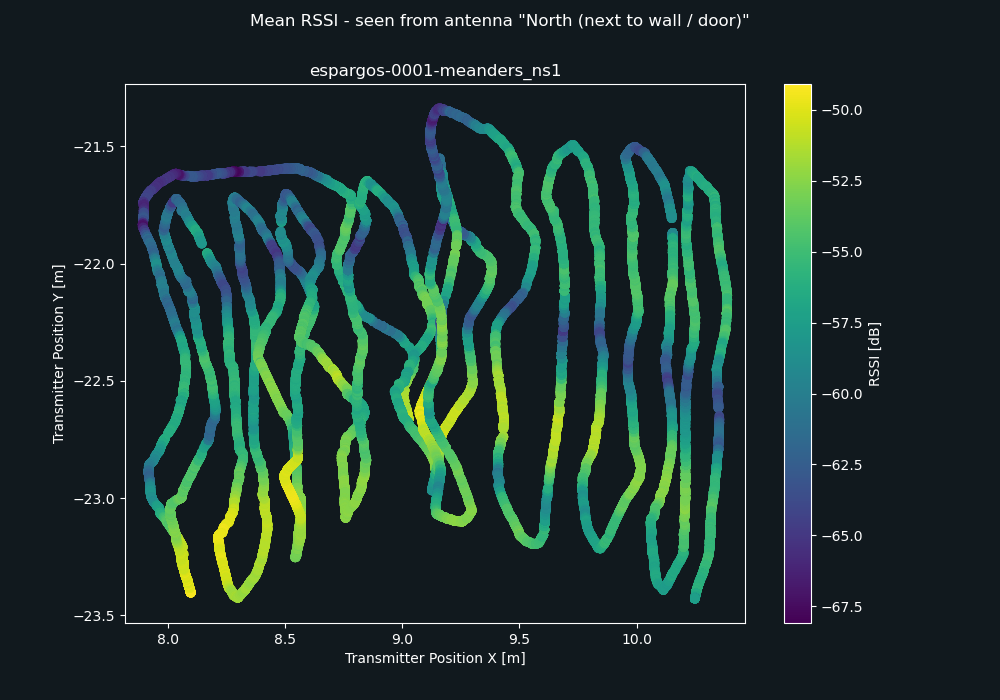 Mean RSSI - seen from antenna "North (next to wall / door)"
espargos-0001-meanders_ns1
−21.5
−22.0
−22.5
−23.0
−23.5
Transmitter Position Y [m]
8.0 8.5 9.0 9.5 10.0
Transmitter Position X [m]
−50.0
−52.5
−55.0
−57.5
−60.0
−62.5
−65.0
−67.5
RSSI [dB]